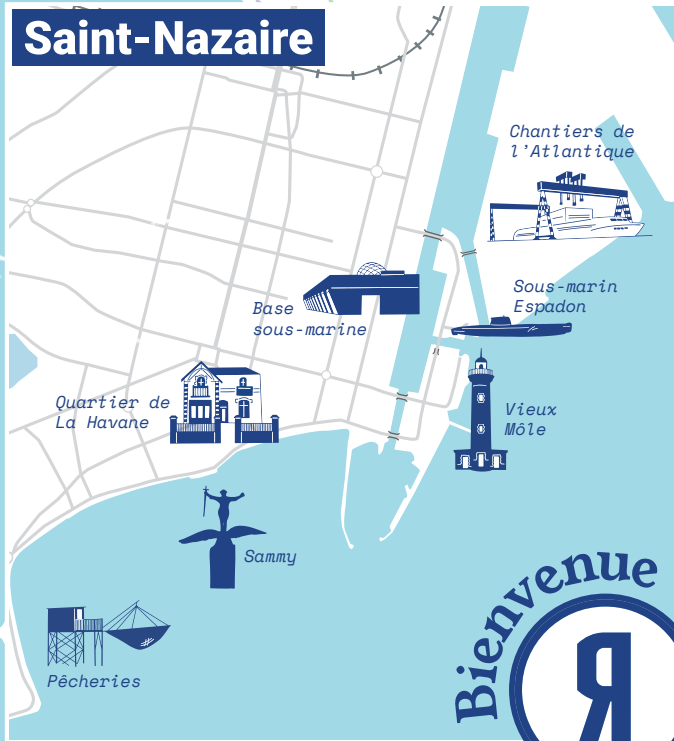 Saint-Nazaire
Chantiers de
l'Atlantique
Sous-marin
Espadon
Base
sous-marine
Quartier de
La Havane
Vieux
Môle
Sammy
Pêcheries
Bienvenue